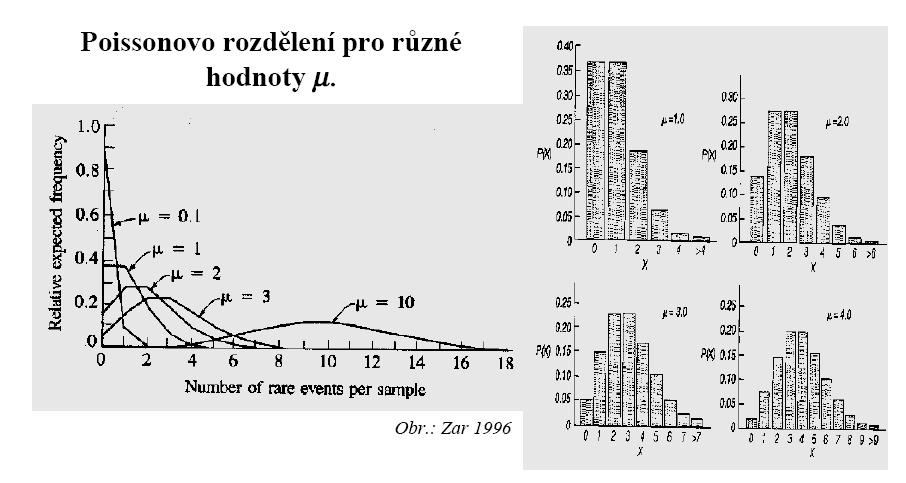 Poissonovo rozdělení pro různé
hodnoty μ.
Relative expected frequency
1.0
0.8
0.6
0.4
0.2
0
μ = 0.1
μ = 1
μ = 2
μ = 3
μ = 10
0 2 4 6 8 10 12 14 16 18
Number of rare events per sample
Obr.: Zar 1996
0.40
0.35
0.30
0.25
0.20
0.15
0.10
0.05
0
P(X)
μ=1.0
0 1 2 3 4 >4
X
0.30
0.25
0.20
0.15
0.10
0.05
0
P(X)
μ=2.0
0 1 2 3 4 5 6 >6
X
0.25
0.20
P(X) 0.15
0.10
0.05
0
μ=3.0
0 1 2 3 4 5 6 7 >7
X
0.25
0.20
P(X) 0.15
0.10
0.05
0
μ=4.0
0 1 2 3 4 5 6 7 8 9 >9
X